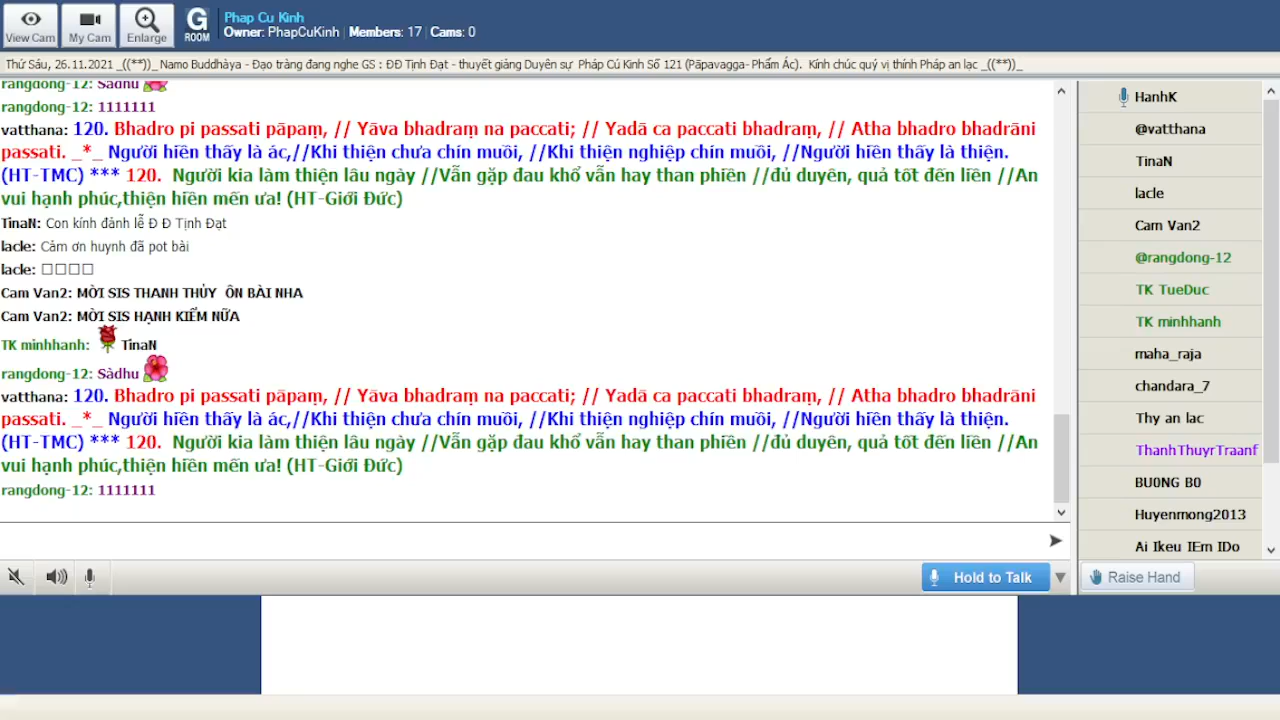 View Cam
My Cam
Enlarge
G
ROOM
Phap Cu Kinh
Owner: PhapCuKinh | Members: 17 | Cams: 0
Thứ Sáu, 26.11.2021 _((**))_ Namo Buddhàya - Đạo tràng đang nghe GS : ĐĐ Tịnh Đạt - thuyết giảng Duyên sự Pháp Cú Kinh Số 121 (Pāpavagga- Phẩm Ác). Kính chúc quý vị thính Pháp an lạc _((**))_
rangdong-12: Sàdhu
rangdong-12: 1111111
vatthana: 120. Bhadro pi passati pāpaṃ, // Yāva bhadraṃ na paccati; // Yadā ca paccati bhadraṃ, // Atha bhadro bhadrāni
passati. _*_ Người hiền thấy là ác,//Khi thiện chưa chín muồi, //Khi thiện nghiệp chín muồi, //Người hiền thấy là thiện.
(HT-TMC) *** 120. Người kia làm thiện lâu ngày //Vẫn gặp đau khổ vẫn hay than phiền //đủ duyên, quả tốt đến liền //An
vui hạnh phúc,thiện hiền mến ưa! (HT-Giới Đức)
TinaN: Con kính đảnh lễ Đ Đ Tịnh Đạt
lacle: Cảm ơn huynh đã pot bài
lacle: □□□□
Cam Van2: MỜI SIS THANH THỦY ÔN BÀI NHA
Cam Van2: MỜI SIS HẠNH KIỂM NỮA
TK minhhanh: TinaN
rangdong-12: Sàdhu
vatthana: 120. Bhadro pi passati pāpaṃ, // Yāva bhadraṃ na paccati; // Yadā ca paccati bhadraṃ, // Atha bhadro bhadrāni
passati. _*_ Người hiền thấy là ác,//Khi thiện chưa chín muồi, //Khi thiện nghiệp chín muồi, //Người hiền thấy là thiện.
(HT-TMC) *** 120. Người kia làm thiện lâu ngày //Vẫn gặp đau khổ vẫn hay than phiền //đủ duyên, quả tốt đến liền //An
vui hạnh phúc,thiện hiền mến ưa! (HT-Giới Đức)
rangdong-12: 1111111
Hold to Talk
HanhK
@vatthana
TinaN
lacle
Cam Van2
@rangdong-12
TK TueDuc
TK minhhanh
maha_raja
chandara_7
Thy an lac
ThanhThuyrTraanf
BU0NG B0
Huyenmong2013
Ai Ikeu IEm IDo
Raise Hand